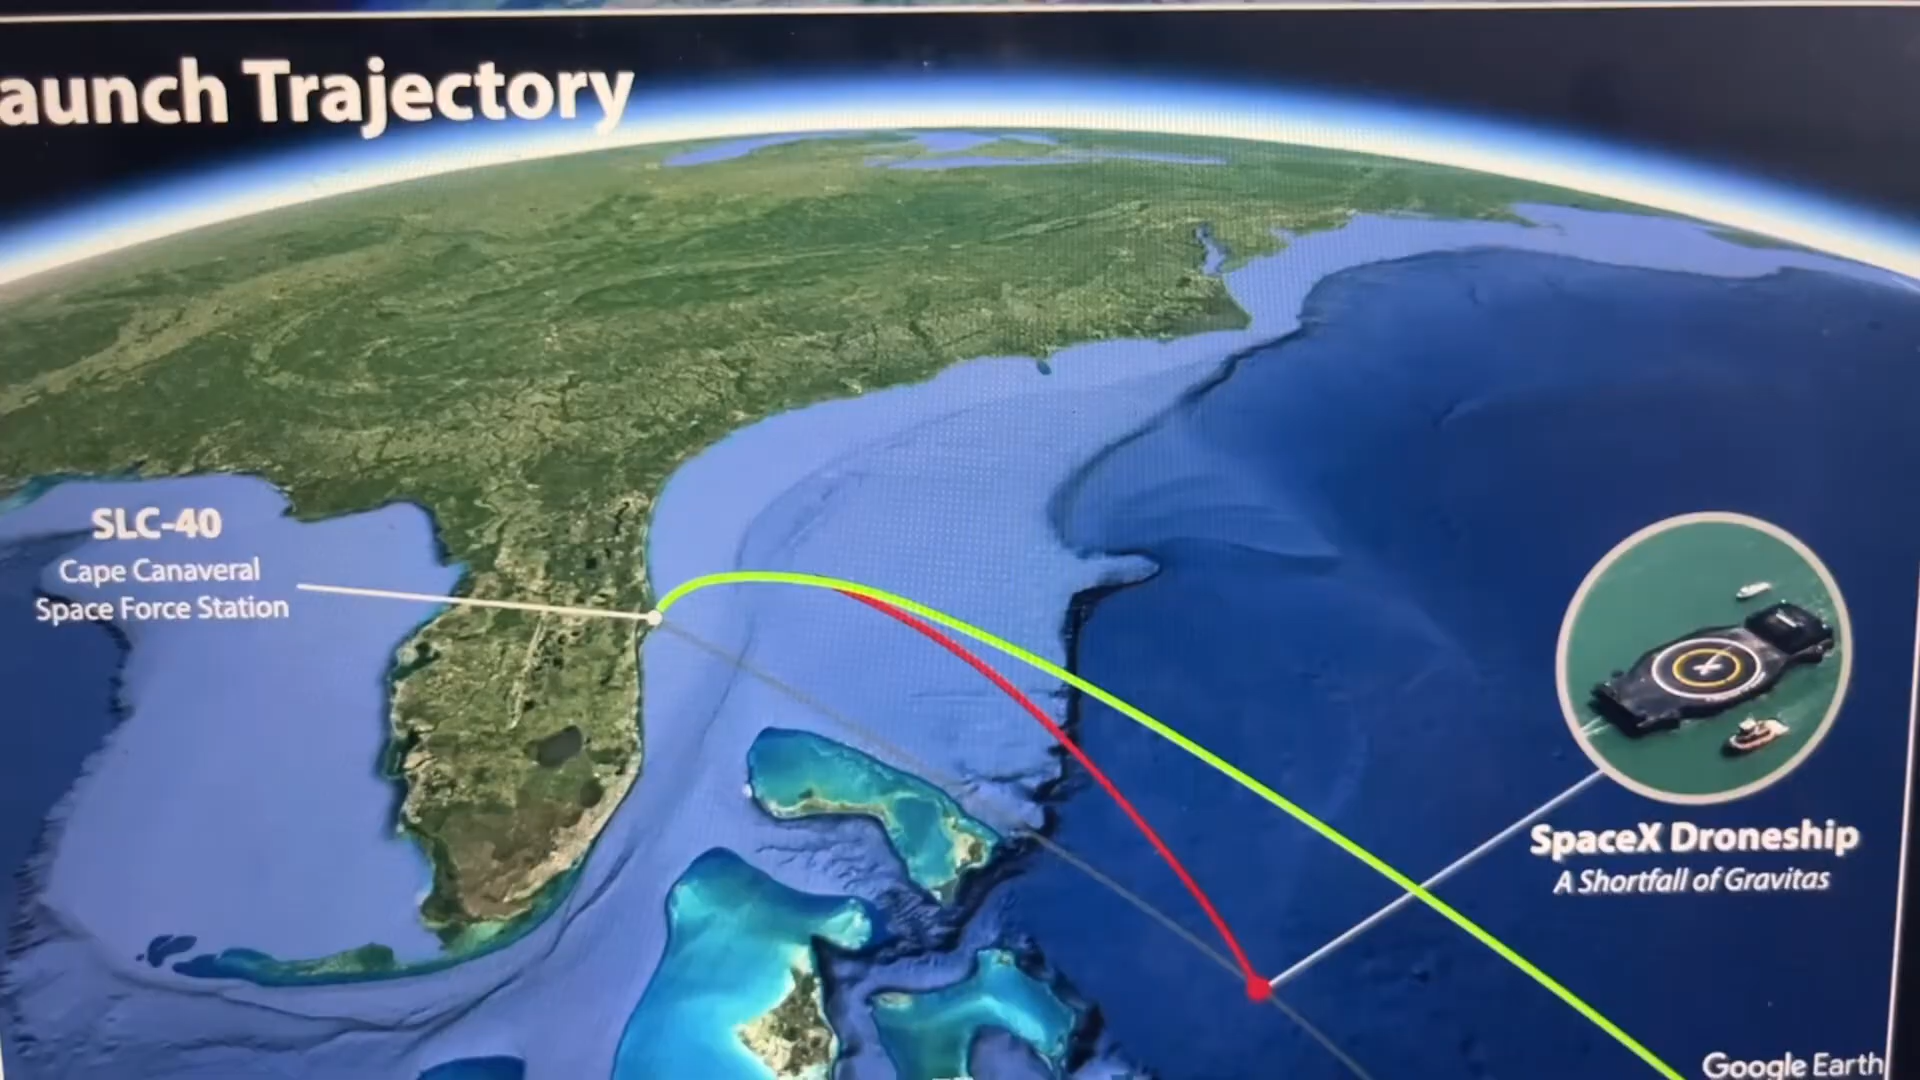 aunch Trajectory
SLC-40
Cape Canaveral
Space Force Station
SpaceX Droneship
A Shortfall of Gravitas
Google Earth